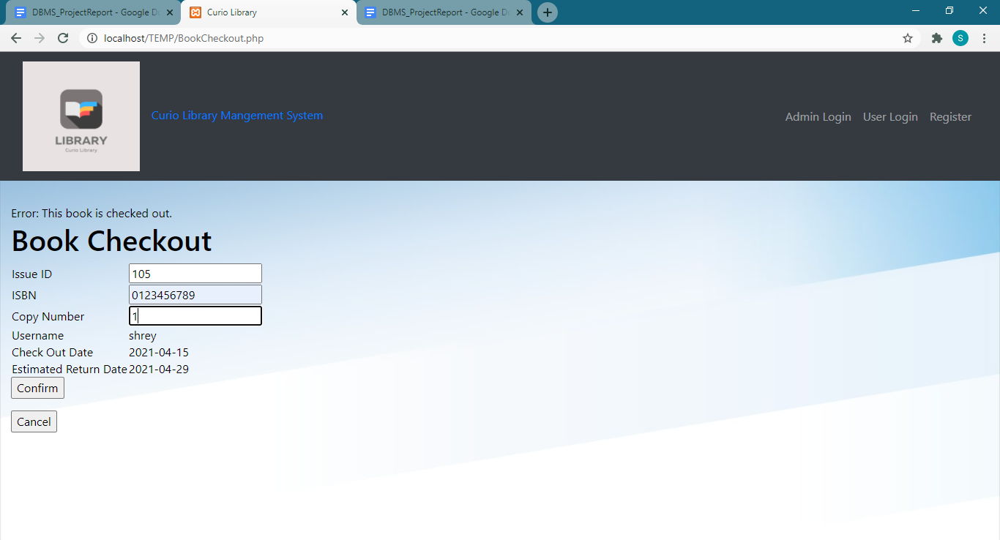 DBMS_ProjectReport - Google D
Curio Library
DBMS_ProjectReport - Google D
localhost/TEMP/BookCheckout.php
S
LIBRARY
Curio Library
Curio Library Mangement System
Admin Login User Login Register
Error: This book is checked out.
Book Checkout
Issue ID 105
ISBN 0123456789
Copy Number 1
Username shrey
Check Out Date 2021-04-15
Estimated Return Date 2021-04-29
Confirm
Cancel